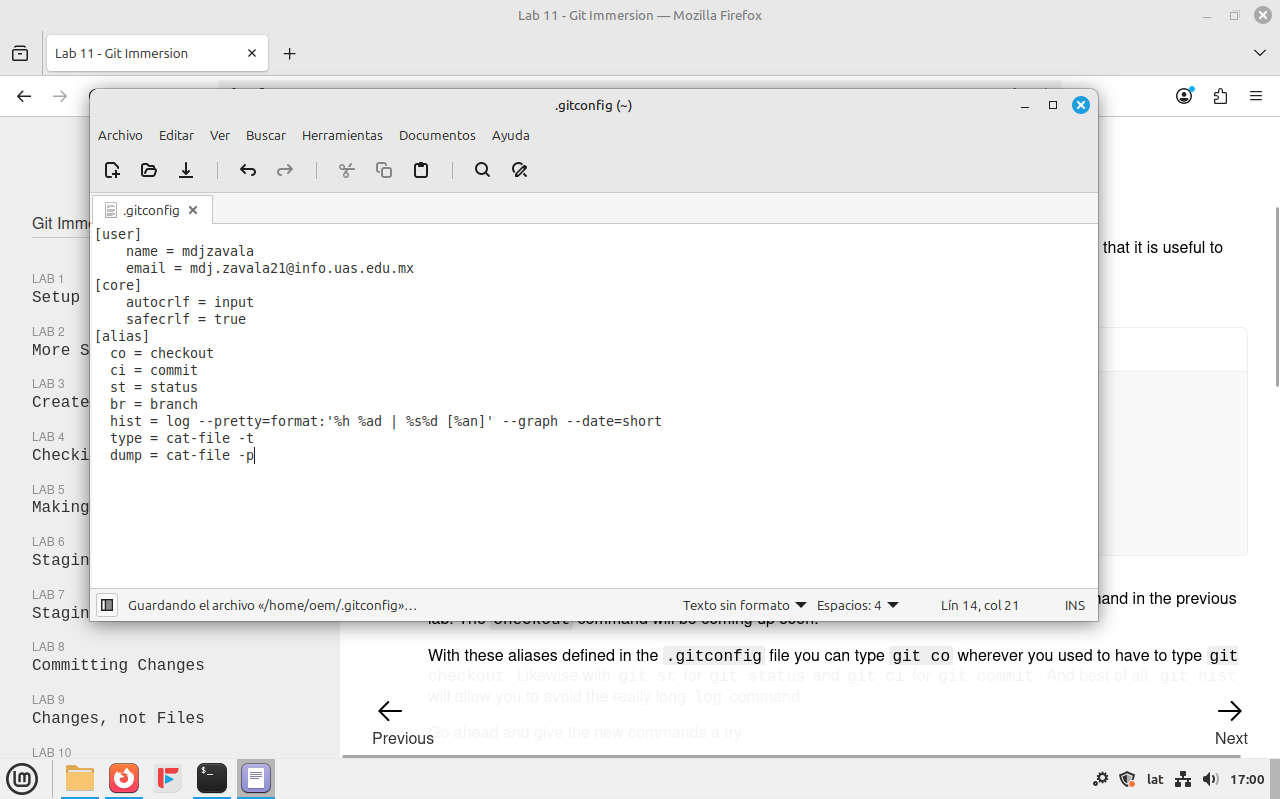 Lab 11 - Git Immersion — Mozilla Firefox
Lab 11 - Git Immersion
.gitconfig (~)
Archivo Editar Ver Buscar Herramientas Documentos Ayuda
.gitconfig
[user]
    name = mdjzavala
    email = mdj.zavala21@info.uas.edu.mx
[core]
    autocrlf = input
    safecrlf = true
[alias]
  co = checkout
  ci = commit
  st = status
  br = branch
  hist = log --pretty=format:'%h %ad | %s%d [%an]' --graph --date=short
  type = cat-file -t
  dump = cat-file -p
Guardando el archivo «/home/oem/.gitconfig»…
Texto sin formato Espacios: 4 Lín 14, col 21 INS
Git Imme
LAB 1
Setup
LAB 2
More S
LAB 3
Create
LAB 4
Checki
LAB 5
Making
LAB 6
Stagin
LAB 7
Stagin
LAB 8
Committing Changes
LAB 9
Changes, not Files
LAB 10
that it is useful to
and in the previous
lab. The checkout command will be coming up soon.
With these aliases defined in the .gitconfig file you can type git co wherever you used to have to type git
checkout. Likewise with git st for git status and git ci for git commit. And best of all, git hist
will allow you to avoid the really long log command.
Go ahead and give the new commands a try.
Previous
Next
lat 17:00